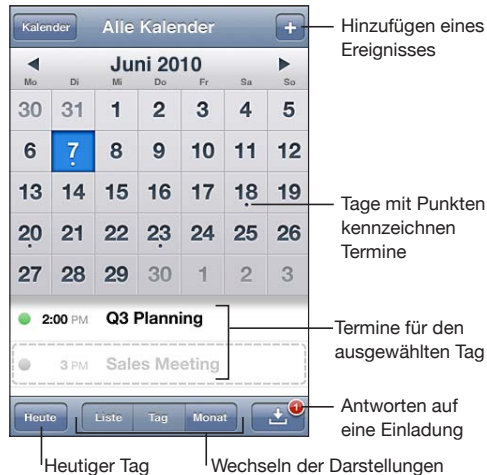 Kalender Alle Kalender +
Hinzufügen eines
Ereignisses
Juni 2010
Mo Di Mi Do Fr Sa So
30 31 1 2 3 4 5
6 7 8 9 10 11 12
13 14 15 16 17 18 19
Tage mit Punkten
kennzeichnen
Termine
20 21 22 23 24 25 26
27 28 29 30 1 2 3
2:00 PM Q3 Planning
Termine für den
ausgewählten Tag
3 PM Sales Meeting
Heute Liste Tag Monat 1
Antworten auf
eine Einladung
Heutiger Tag Wechseln der Darstellungen